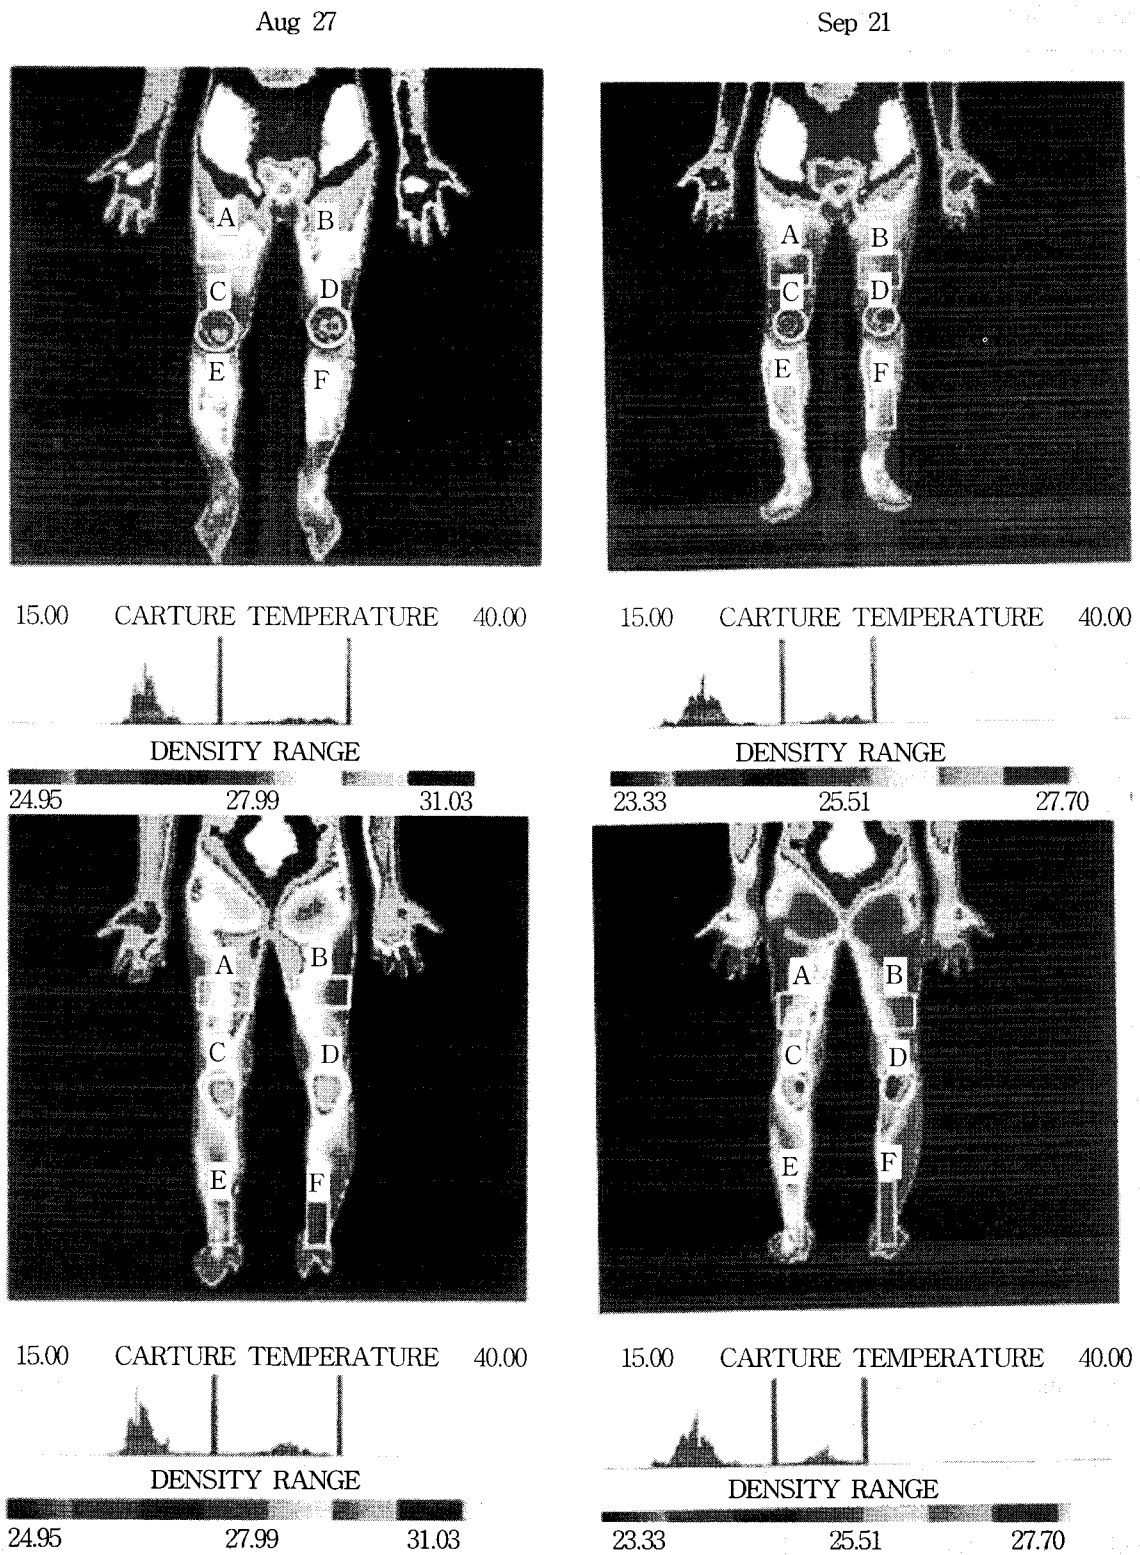 Aug 27
Sep 21
A B
C D
E F
A B
C D
E F
15.00 CARTURE TEMPERATURE 40.00
15.00 CARTURE TEMPERATURE 40.00
DENSITY RANGE
DENSITY RANGE
24.95 27.99 31.03
23.33 25.51 27.70
A B
C D
E F
A B
C D
E F
15.00 CARTURE TEMPERATURE 40.00
15.00 CARTURE TEMPERATURE 40.00
DENSITY RANGE
DENSITY RANGE
24.95 27.99 31.03
23.33 25.51 27.70